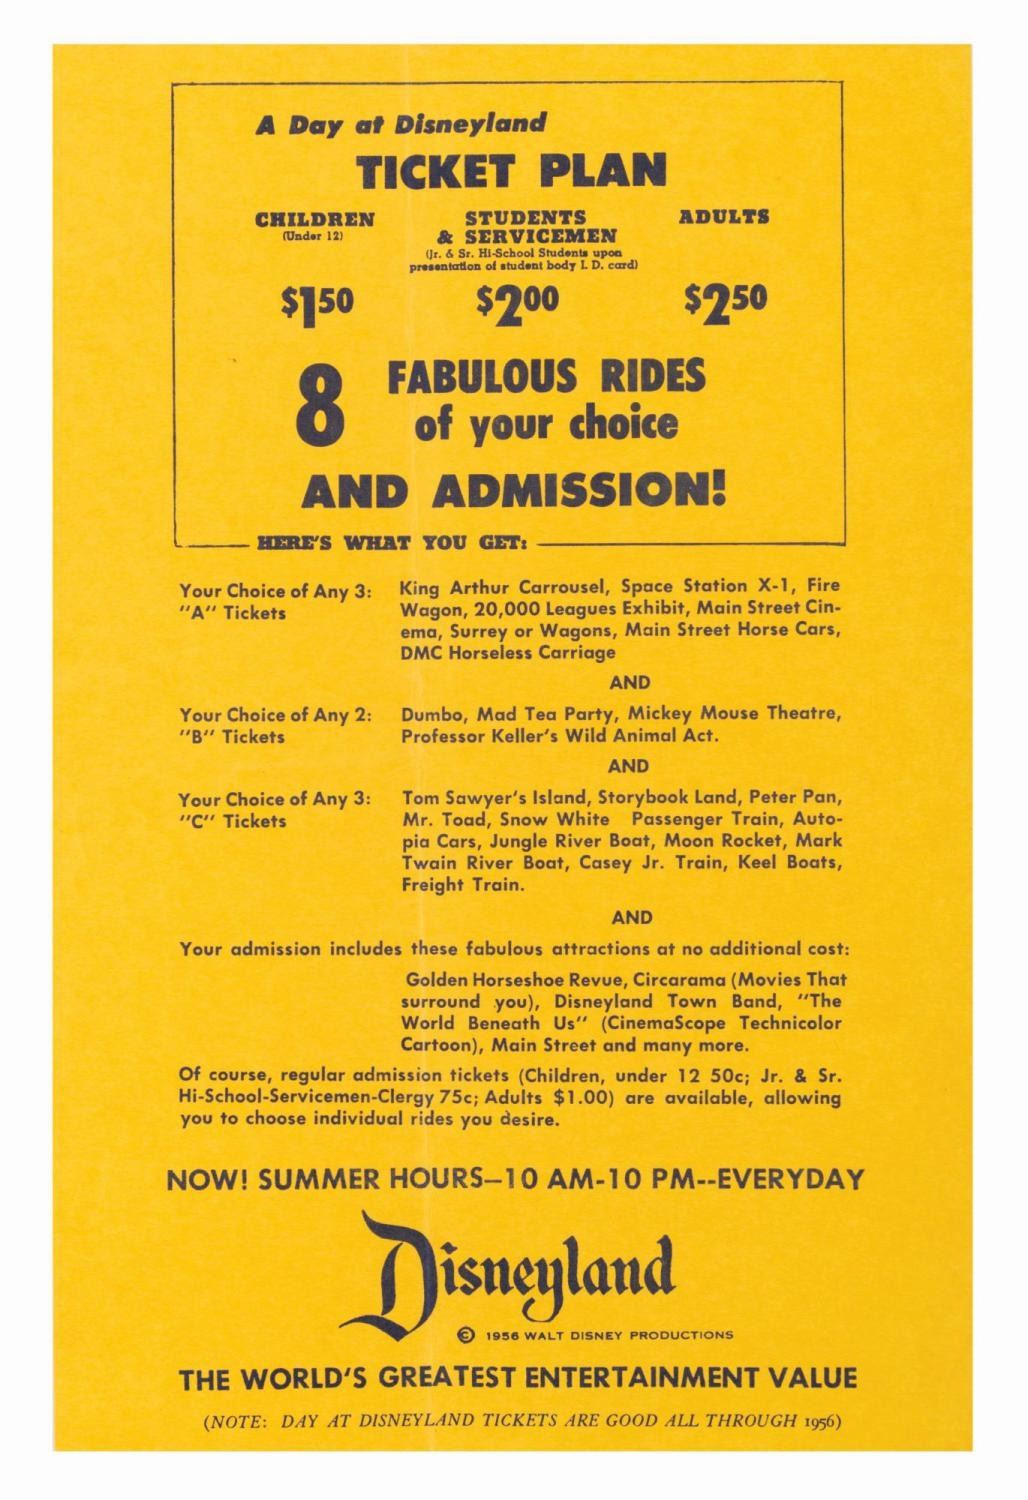 A Day at Disneyland
TICKET PLAN
CHILDREN
(Under 12)
$1.50
STUDENTS
& SERVICEMEN
(Jr. & Sr. Hi-School Students upon
presentation of student body I. D. card)
$2.00
ADULTS
$2.50
8 FABULOUS RIDES
of your choice
AND ADMISSION!
HERE'S WHAT YOU GET:
Your Choice of Any 3:
"A" Tickets
King Arthur Carrousel, Space Station X-1, Fire
Wagon, 20,000 Leagues Exhibit, Main Street Cin-
ema, Surrey or Wagons, Main Street Horse Cars,
DMC Horseless Carriage
AND
Your Choice of Any 2:
"B" Tickets
Dumbo, Mad Tea Party, Mickey Mouse Theatre,
Professor Keller's Wild Animal Act.
AND
Your Choice of Any 3:
"C" Tickets
Tom Sawyer's Island, Storybook Land, Peter Pan,
Mr. Toad, Snow White Passenger Train, Auto-
pia Cars, Jungle River Boat, Moon Rocket, Mark
Twain River Boat, Casey Jr. Train, Keel Boats,
Freight Train.
AND
Your admission includes these fabulous attractions at no additional cost:
Golden Horseshoe Revue, Circarama (Movies That
surround you), Disneyland Town Band, "The
World Beneath Us" (CinemaScope Technicolor
Cartoon), Main Street and many more.
Of course, regular admission tickets (Children, under 12 50c; Jr. & Sr.
Hi-School-Servicemen-Clergy 75c; Adults $1.00) are available, allowing
you to choose individual rides you desire.
NOW! SUMMER HOURS—10 AM-10 PM--EVERYDAY
Disneyland
© 1956 WALT DISNEY PRODUCTIONS
THE WORLD'S GREATEST ENTERTAINMENT VALUE
(NOTE: DAY AT DISNEYLAND TICKETS ARE GOOD ALL THROUGH 1956)